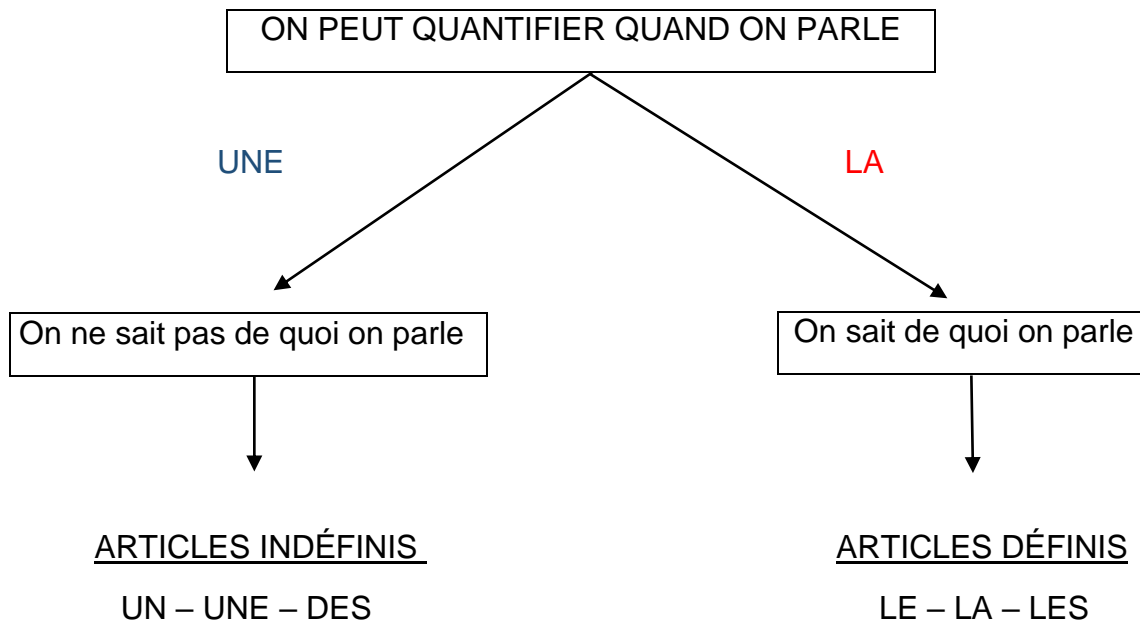 ON PEUT QUANTIFIER QUAND ON PARLE
UNE
LA
On ne sait pas de quoi on parle
On sait de quoi on parle
ARTICLES INDÉFINIS
ARTICLES DÉFINIS
UN – UNE – DES
LE – LA – LES